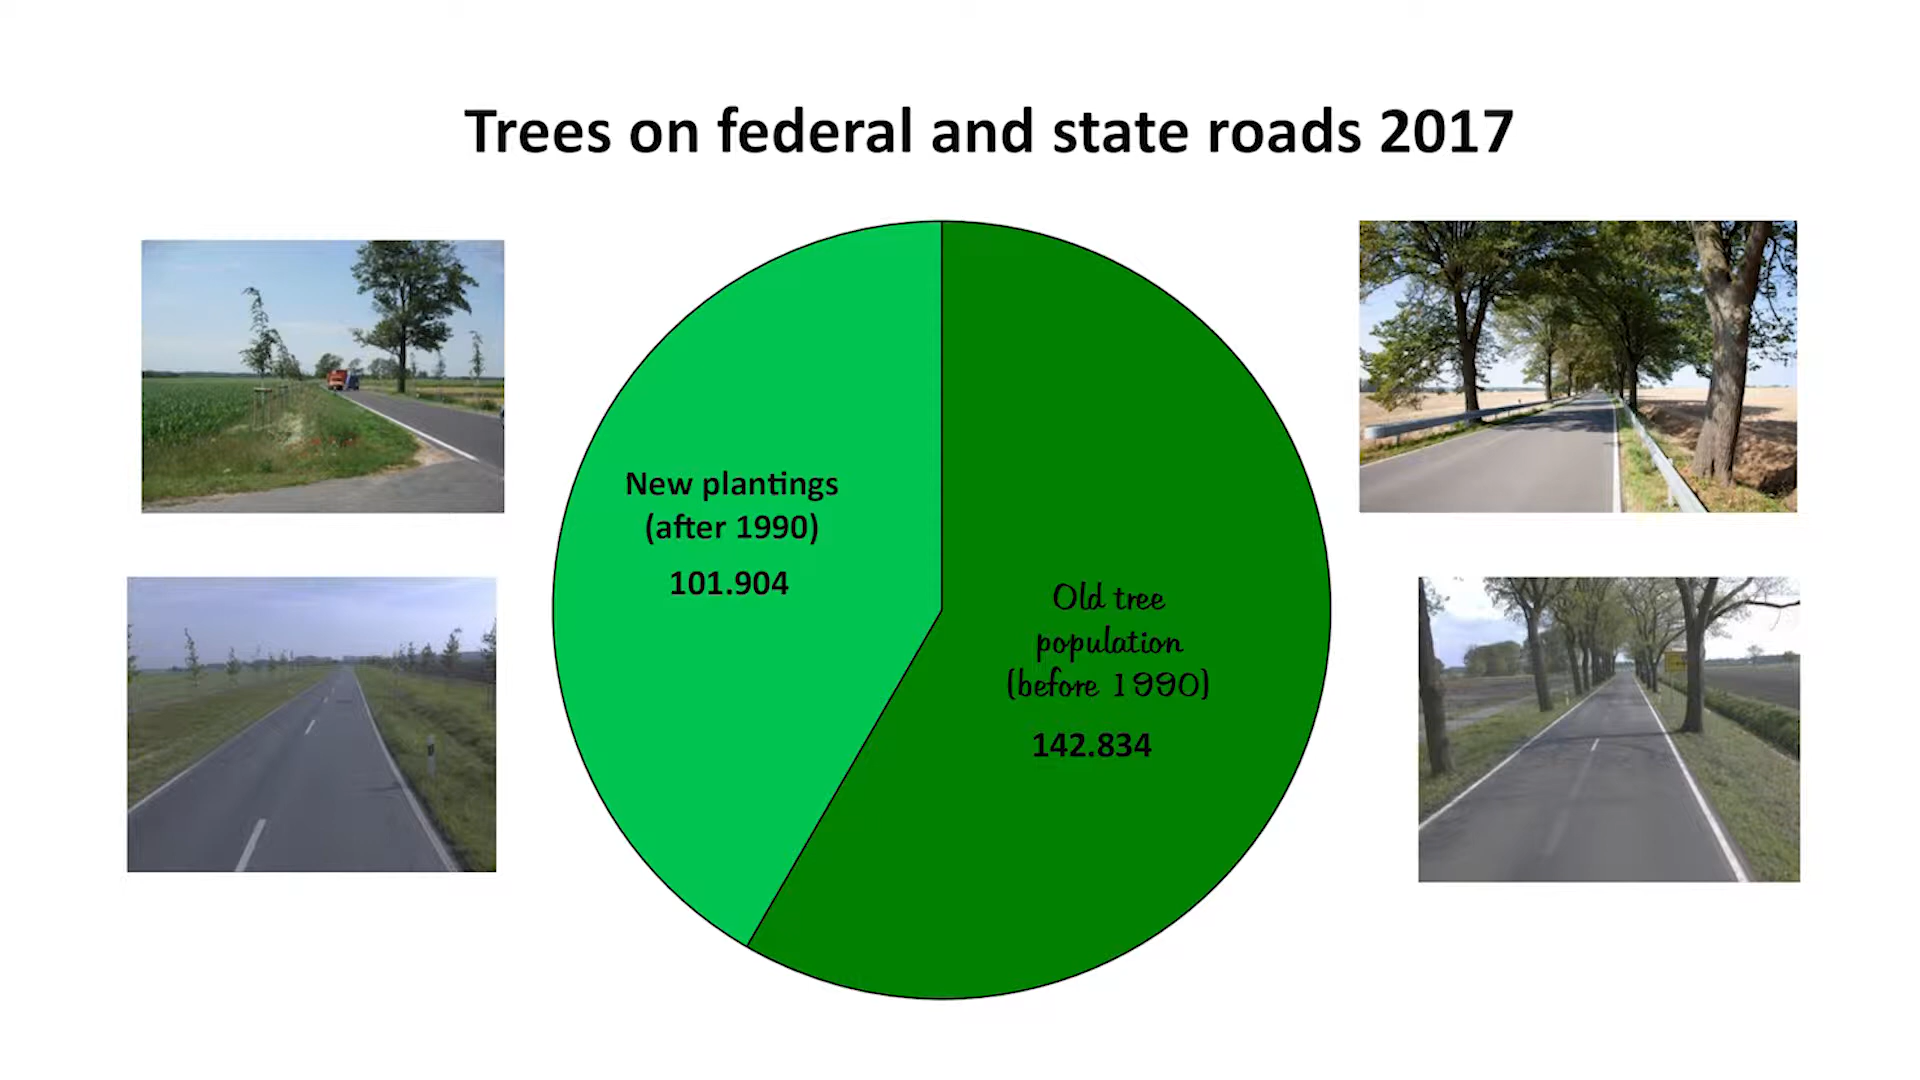 Trees on federal and state roads 2017
New plantings
(after 1990)
101.904
Old tree
population
(before 1990)
142.834